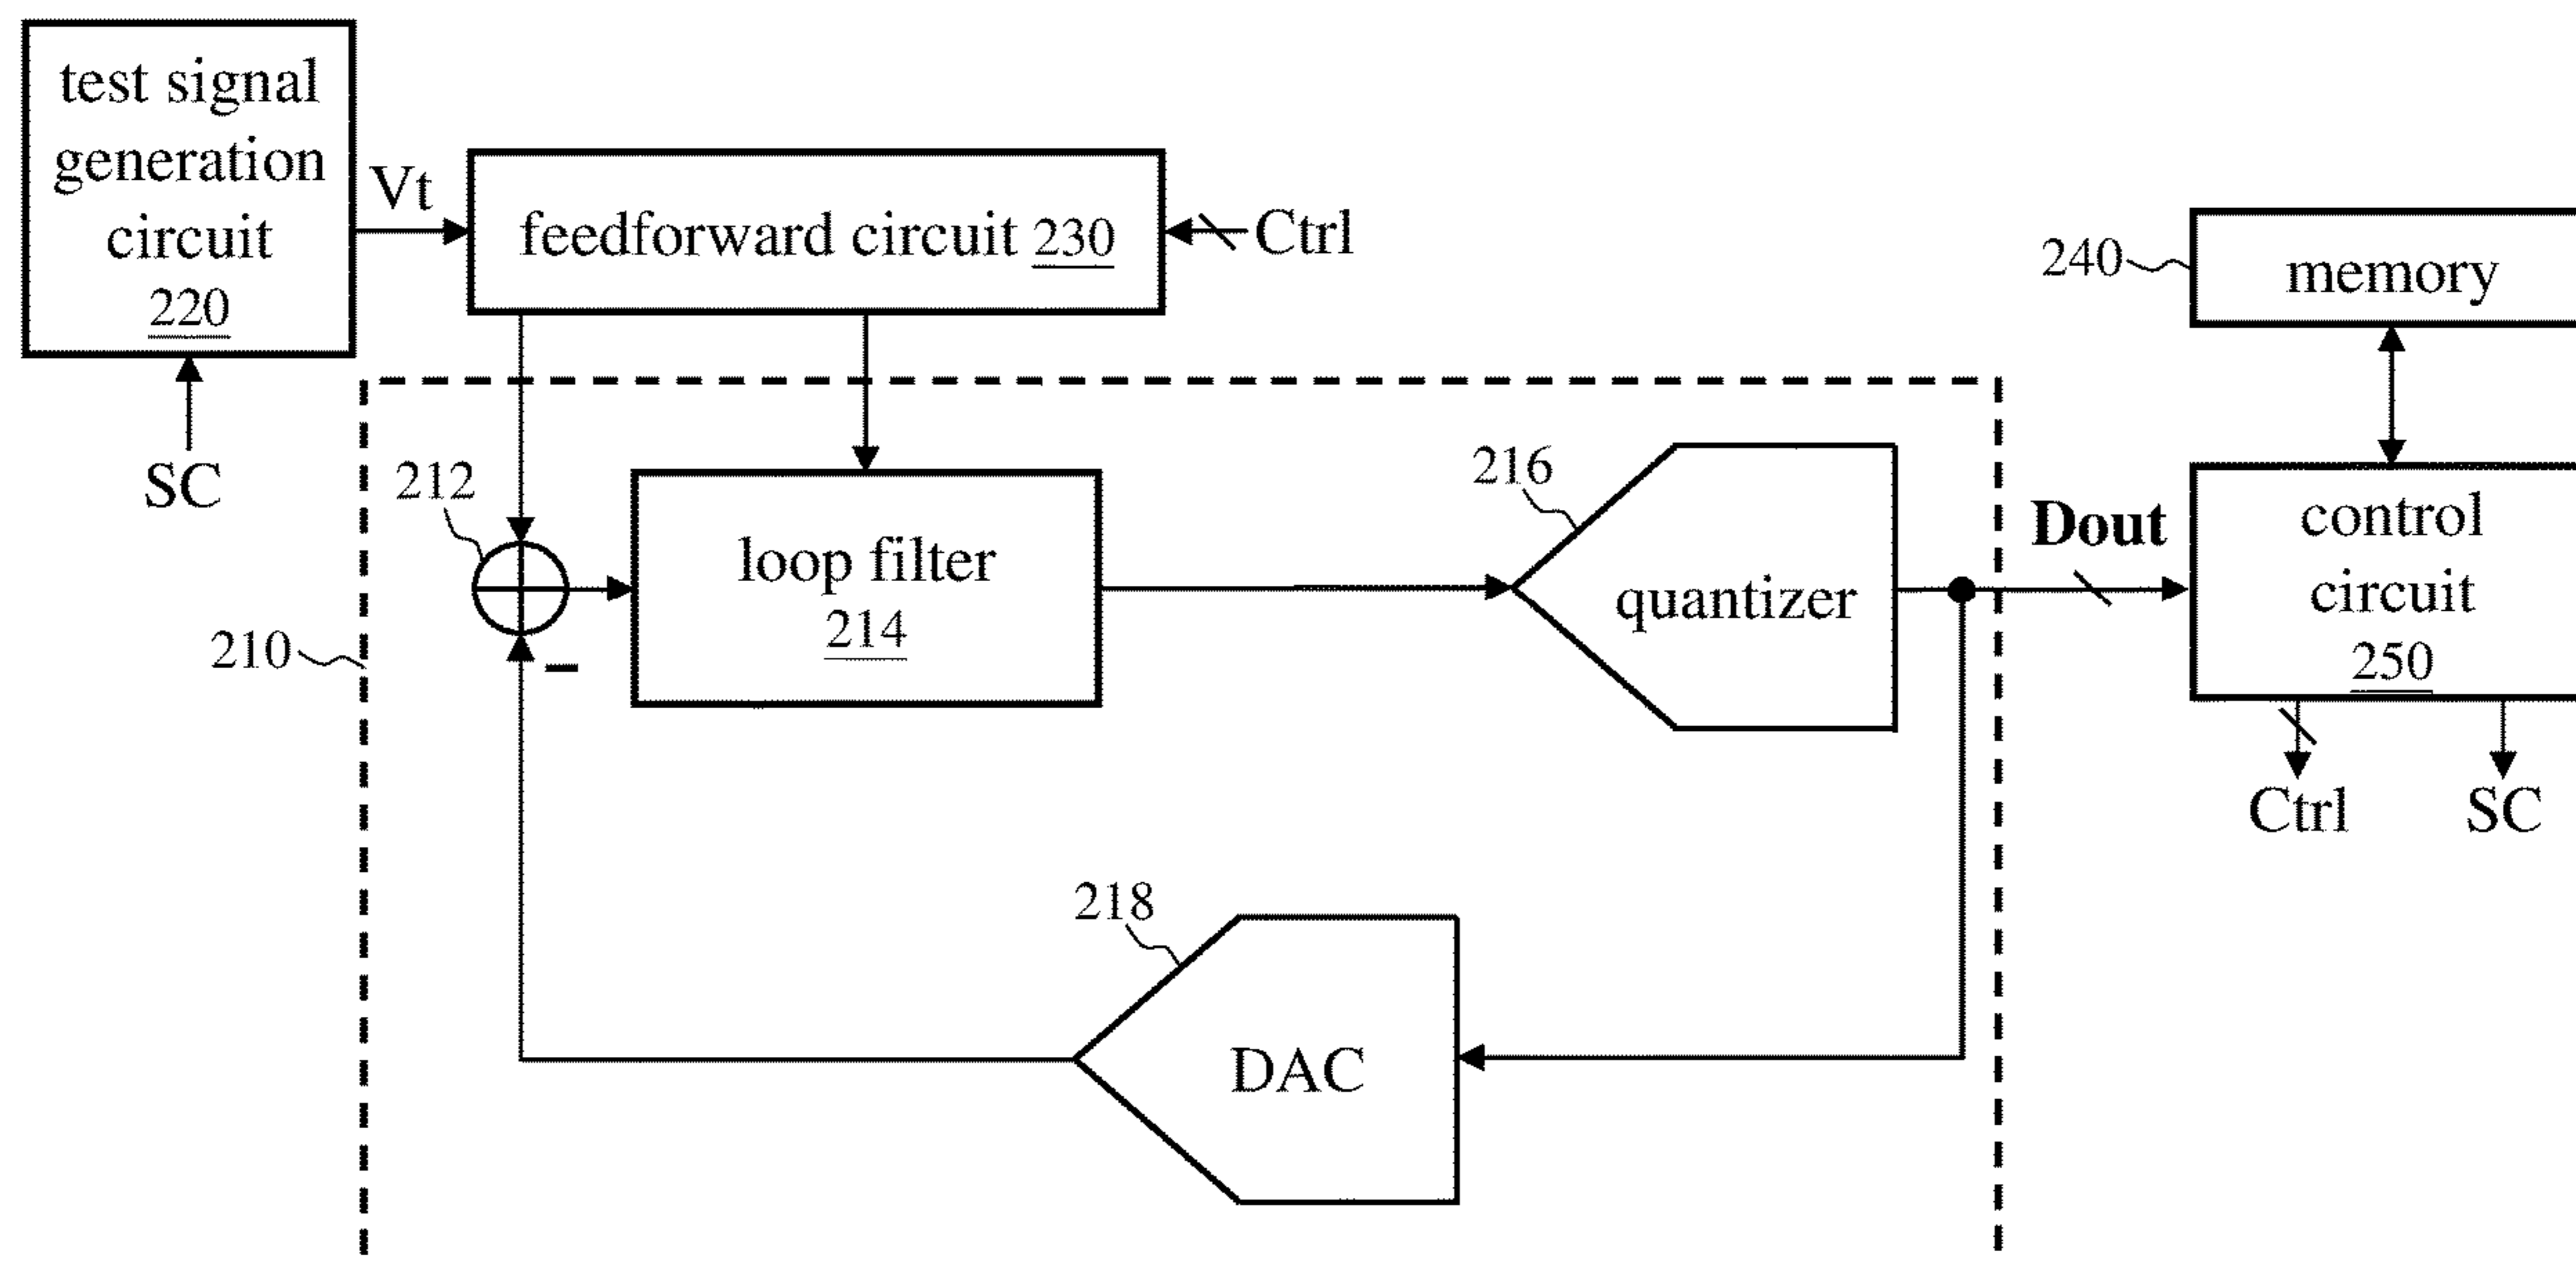 test signal
generation
circuit
220
Vt
feedforward circuit 230
Ctrl
240
memory
SC
212
loop filter
214
216
quantizer
Dout
control
circuit
250
210
–
Ctrl
SC
218
DAC